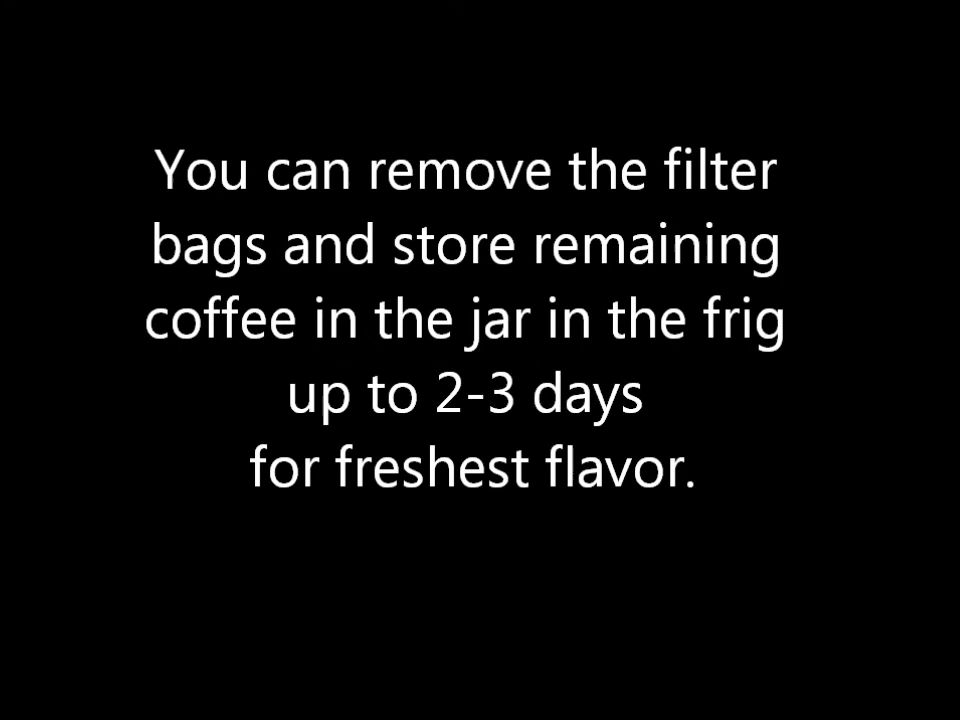 You can remove the filter
bags and store remaining
coffee in the jar in the frig
up to 2-3 days
for freshest flavor.